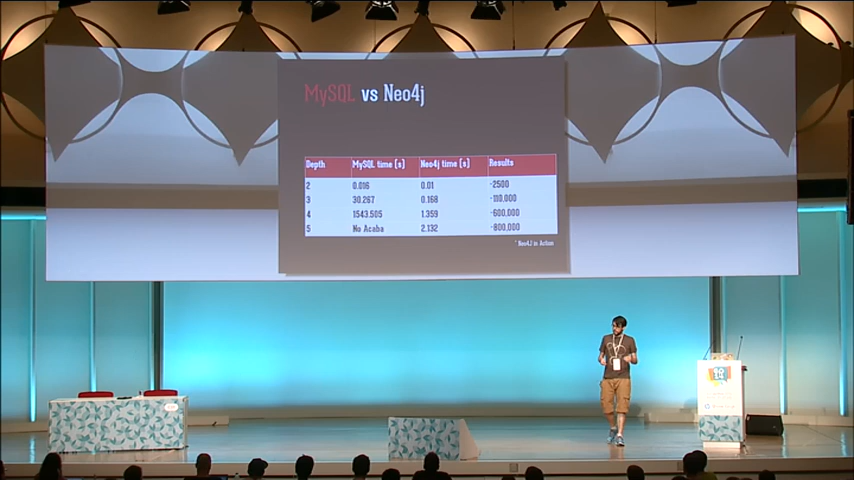 MySQL vs Neo4j
Depth MySQL time (s) Neo4j time (s) Results
2 0.016 0.01 ~2500
3 30.267 0.168 ~110,000
4 1543.505 1.359 ~600,000
5 No Acaba 2.132 ~800,000
* Neo4J in Action